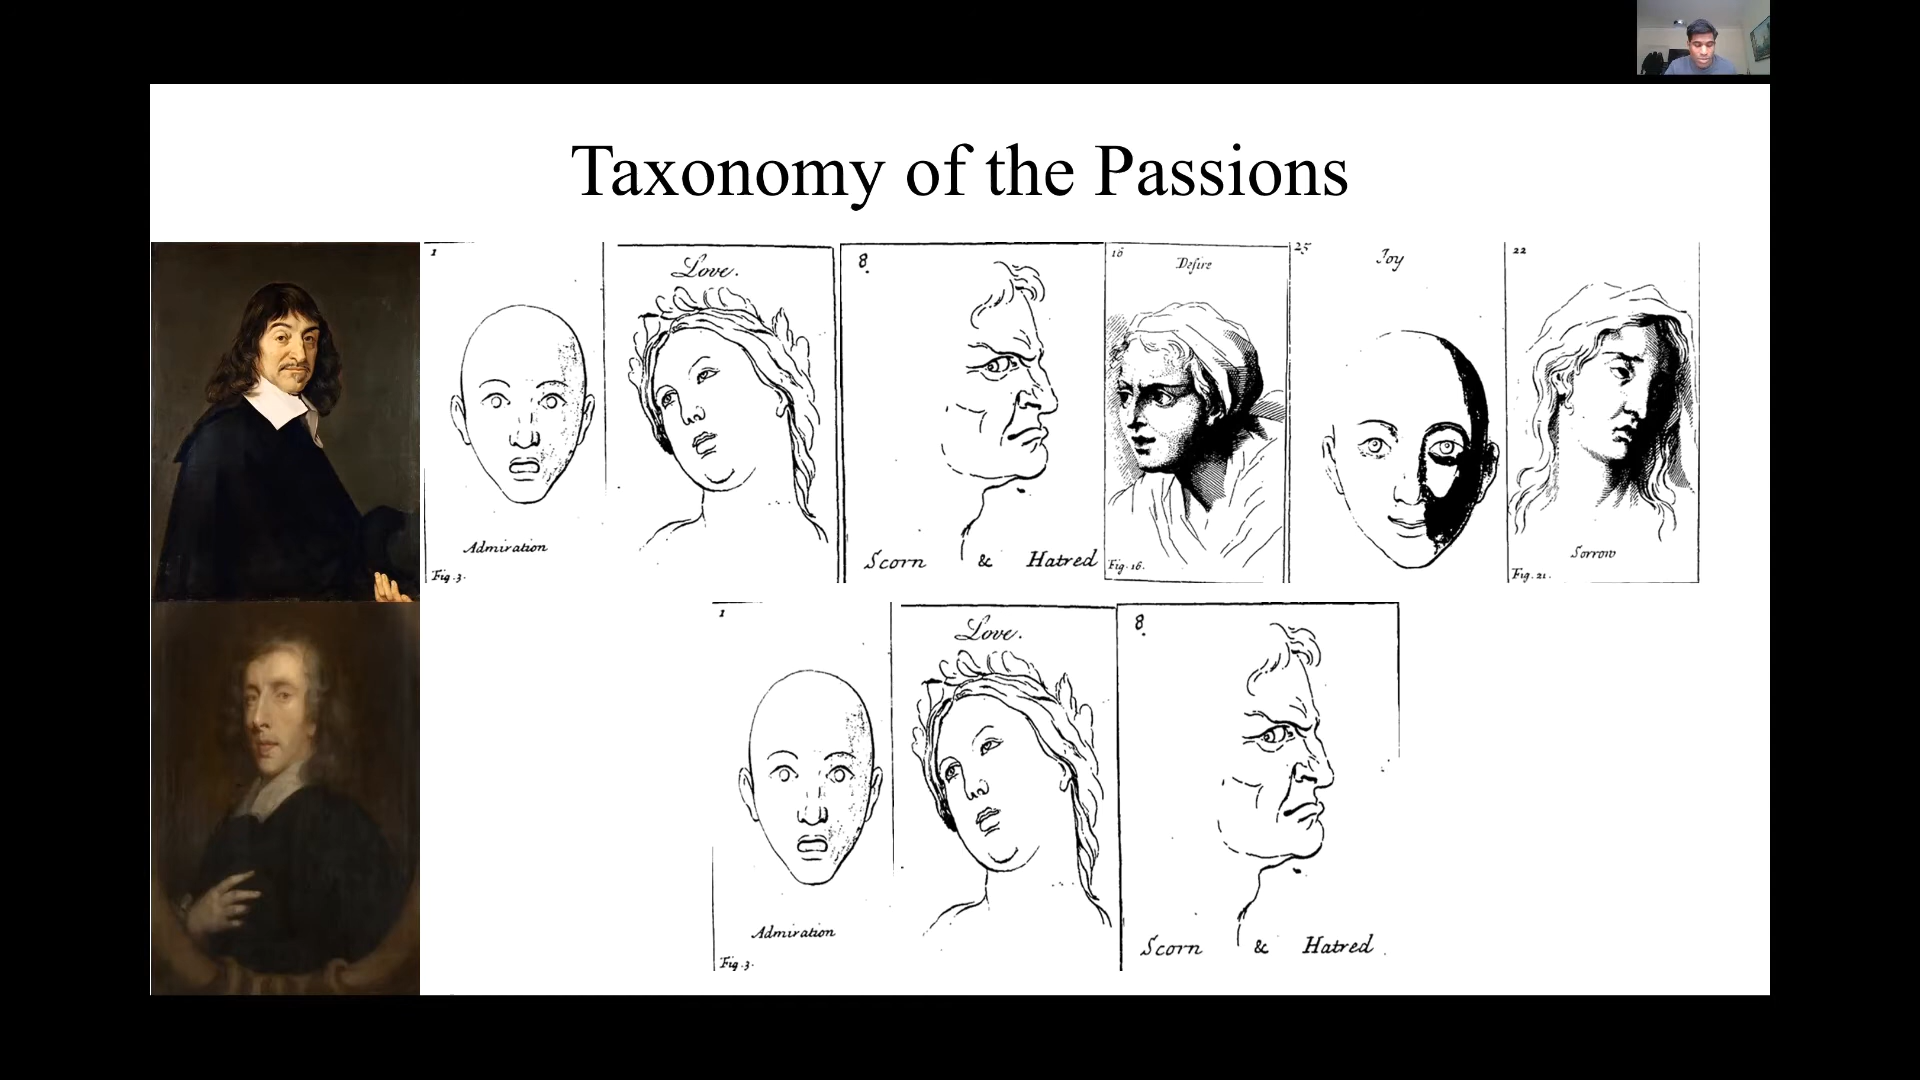 Taxonomy of the Passions
1
Admiration
Fig.3.
Love.
8.
Scorn & Hatred
16
Desire
Fig.16.
25
Joy
22
Sorrow
Fig.21.
1
Admiration
Fig.3.
Love.
8.
Scorn & Hatred.